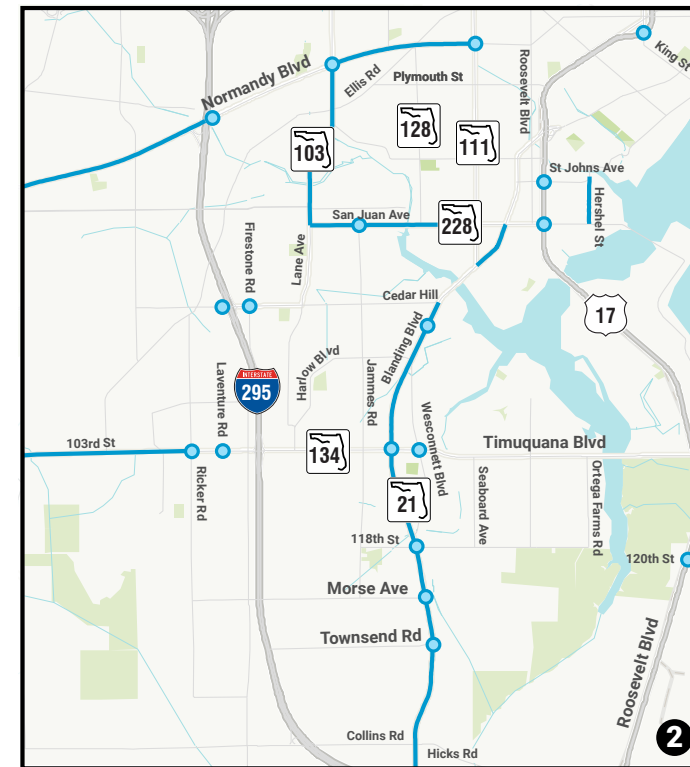 King St
Normandy Blvd
Ellis Rd
Plymouth St
Roosevelt Blvd
128
111
103
St Johns Ave
Hershel St
San Juan Ave
228
Firestone Rd
Lane Ave
Cedar Hill
17
Blanding Blvd
Harlow Blvd
Jammes Rd
INTERSTATE
295
Laventure Rd
Wesconnett Blvd
103rd St
Timuquana Blvd
134
Ricker Rd
21
Seaboard Ave
Ortega Farms Rd
118th St
120th St
Morse Ave
Townsend Rd
Roosevelt Blvd
Collins Rd
Hicks Rd
2